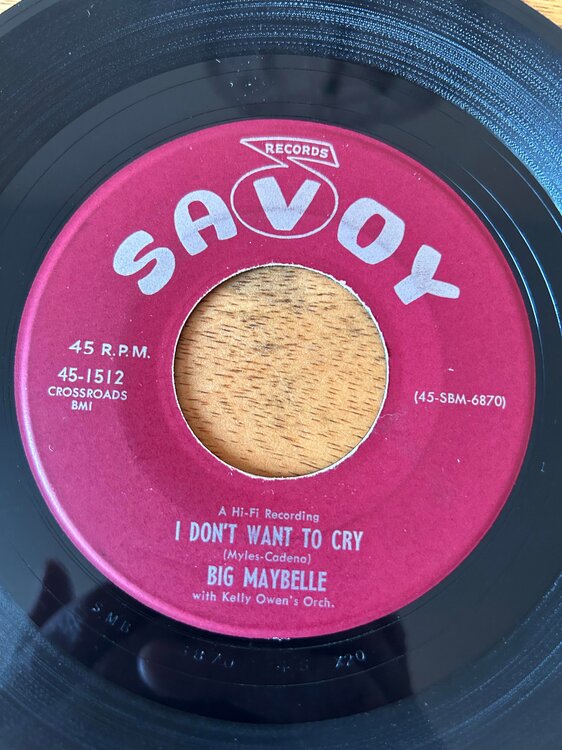 RECORDS
SAVOY
45 R.P.M.
45-1512
CROSSROADS
BMI
(45-SBM-6870)
A Hi-Fi Recording
I DON'T WANT TO CRY
(Myles-Cadena)
BIG MAYBELLE
with Kelly Owen's Orch.